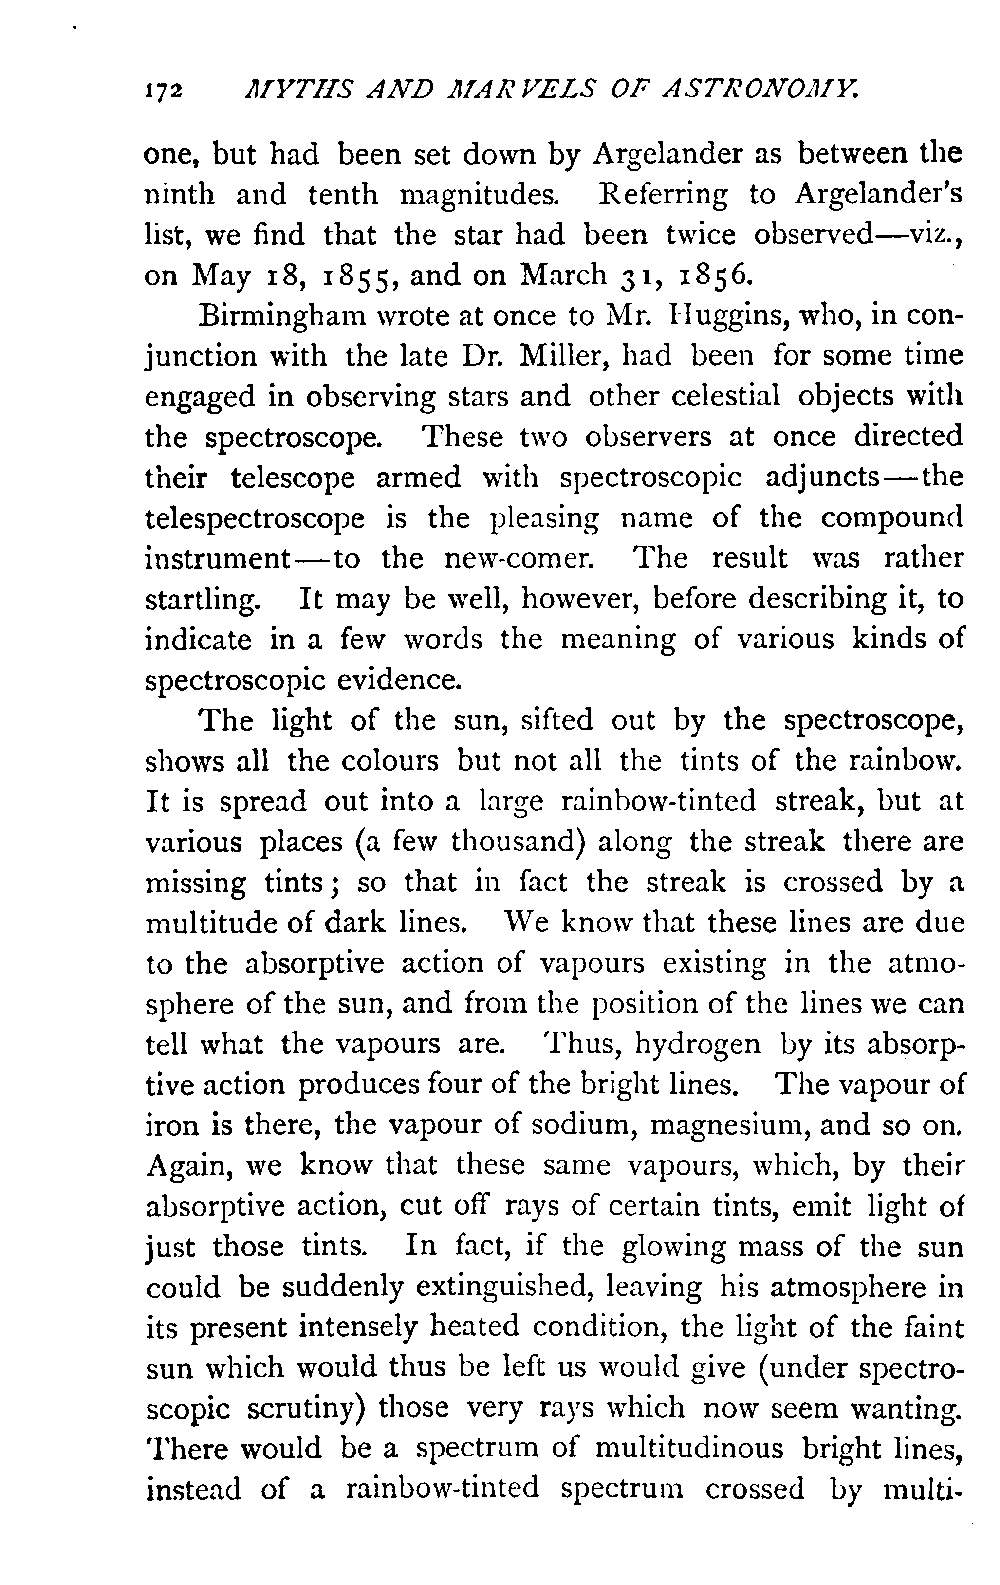 172 MYTHS AND MARVELS OF ASTRONOMY.
one, but had been set down by Argelander as between the
ninth and tenth magnitudes. Referring to Argelander's
list, we find that the star had been twice observed—viz.,
on May 18, 1855, and on March 31, 1856.
Birmingham wrote at once to Mr. Huggins, who, in con-
junction with the late Dr. Miller, had been for some time
engaged in observing stars and other celestial objects with
the spectroscope. These two observers at once directed
their telescope armed with spectroscopic adjuncts—the
telespectroscope is the pleasing name of the compound
instrument—to the new-comer. The result was rather
startling. It may be well, however, before describing it, to
indicate in a few words the meaning of various kinds of
spectroscopic evidence.
The light of the sun, sifted out by the spectroscope,
shows all the colours but not all the tints of the rainbow.
It is spread out into a large rainbow-tinted streak, but at
various places (a few thousand) along the streak there are
missing tints; so that in fact the streak is crossed by a
multitude of dark lines. We know that these lines are due
to the absorptive action of vapours existing in the atmo-
sphere of the sun, and from the position of the lines we can
tell what the vapours are. Thus, hydrogen by its absorp-
tive action produces four of the bright lines. The vapour of
iron is there, the vapour of sodium, magnesium, and so on.
Again, we know that these same vapours, which, by their
absorptive action, cut off rays of certain tints, emit light of
just those tints. In fact, if the glowing mass of the sun
could be suddenly extinguished, leaving his atmosphere in
its present intensely heated condition, the light of the faint
sun which would thus be left us would give (under spectro-
scopic scrutiny) those very rays which now seem wanting.
There would be a spectrum of multitudinous bright lines,
instead of a rainbow-tinted spectrum crossed by multi-